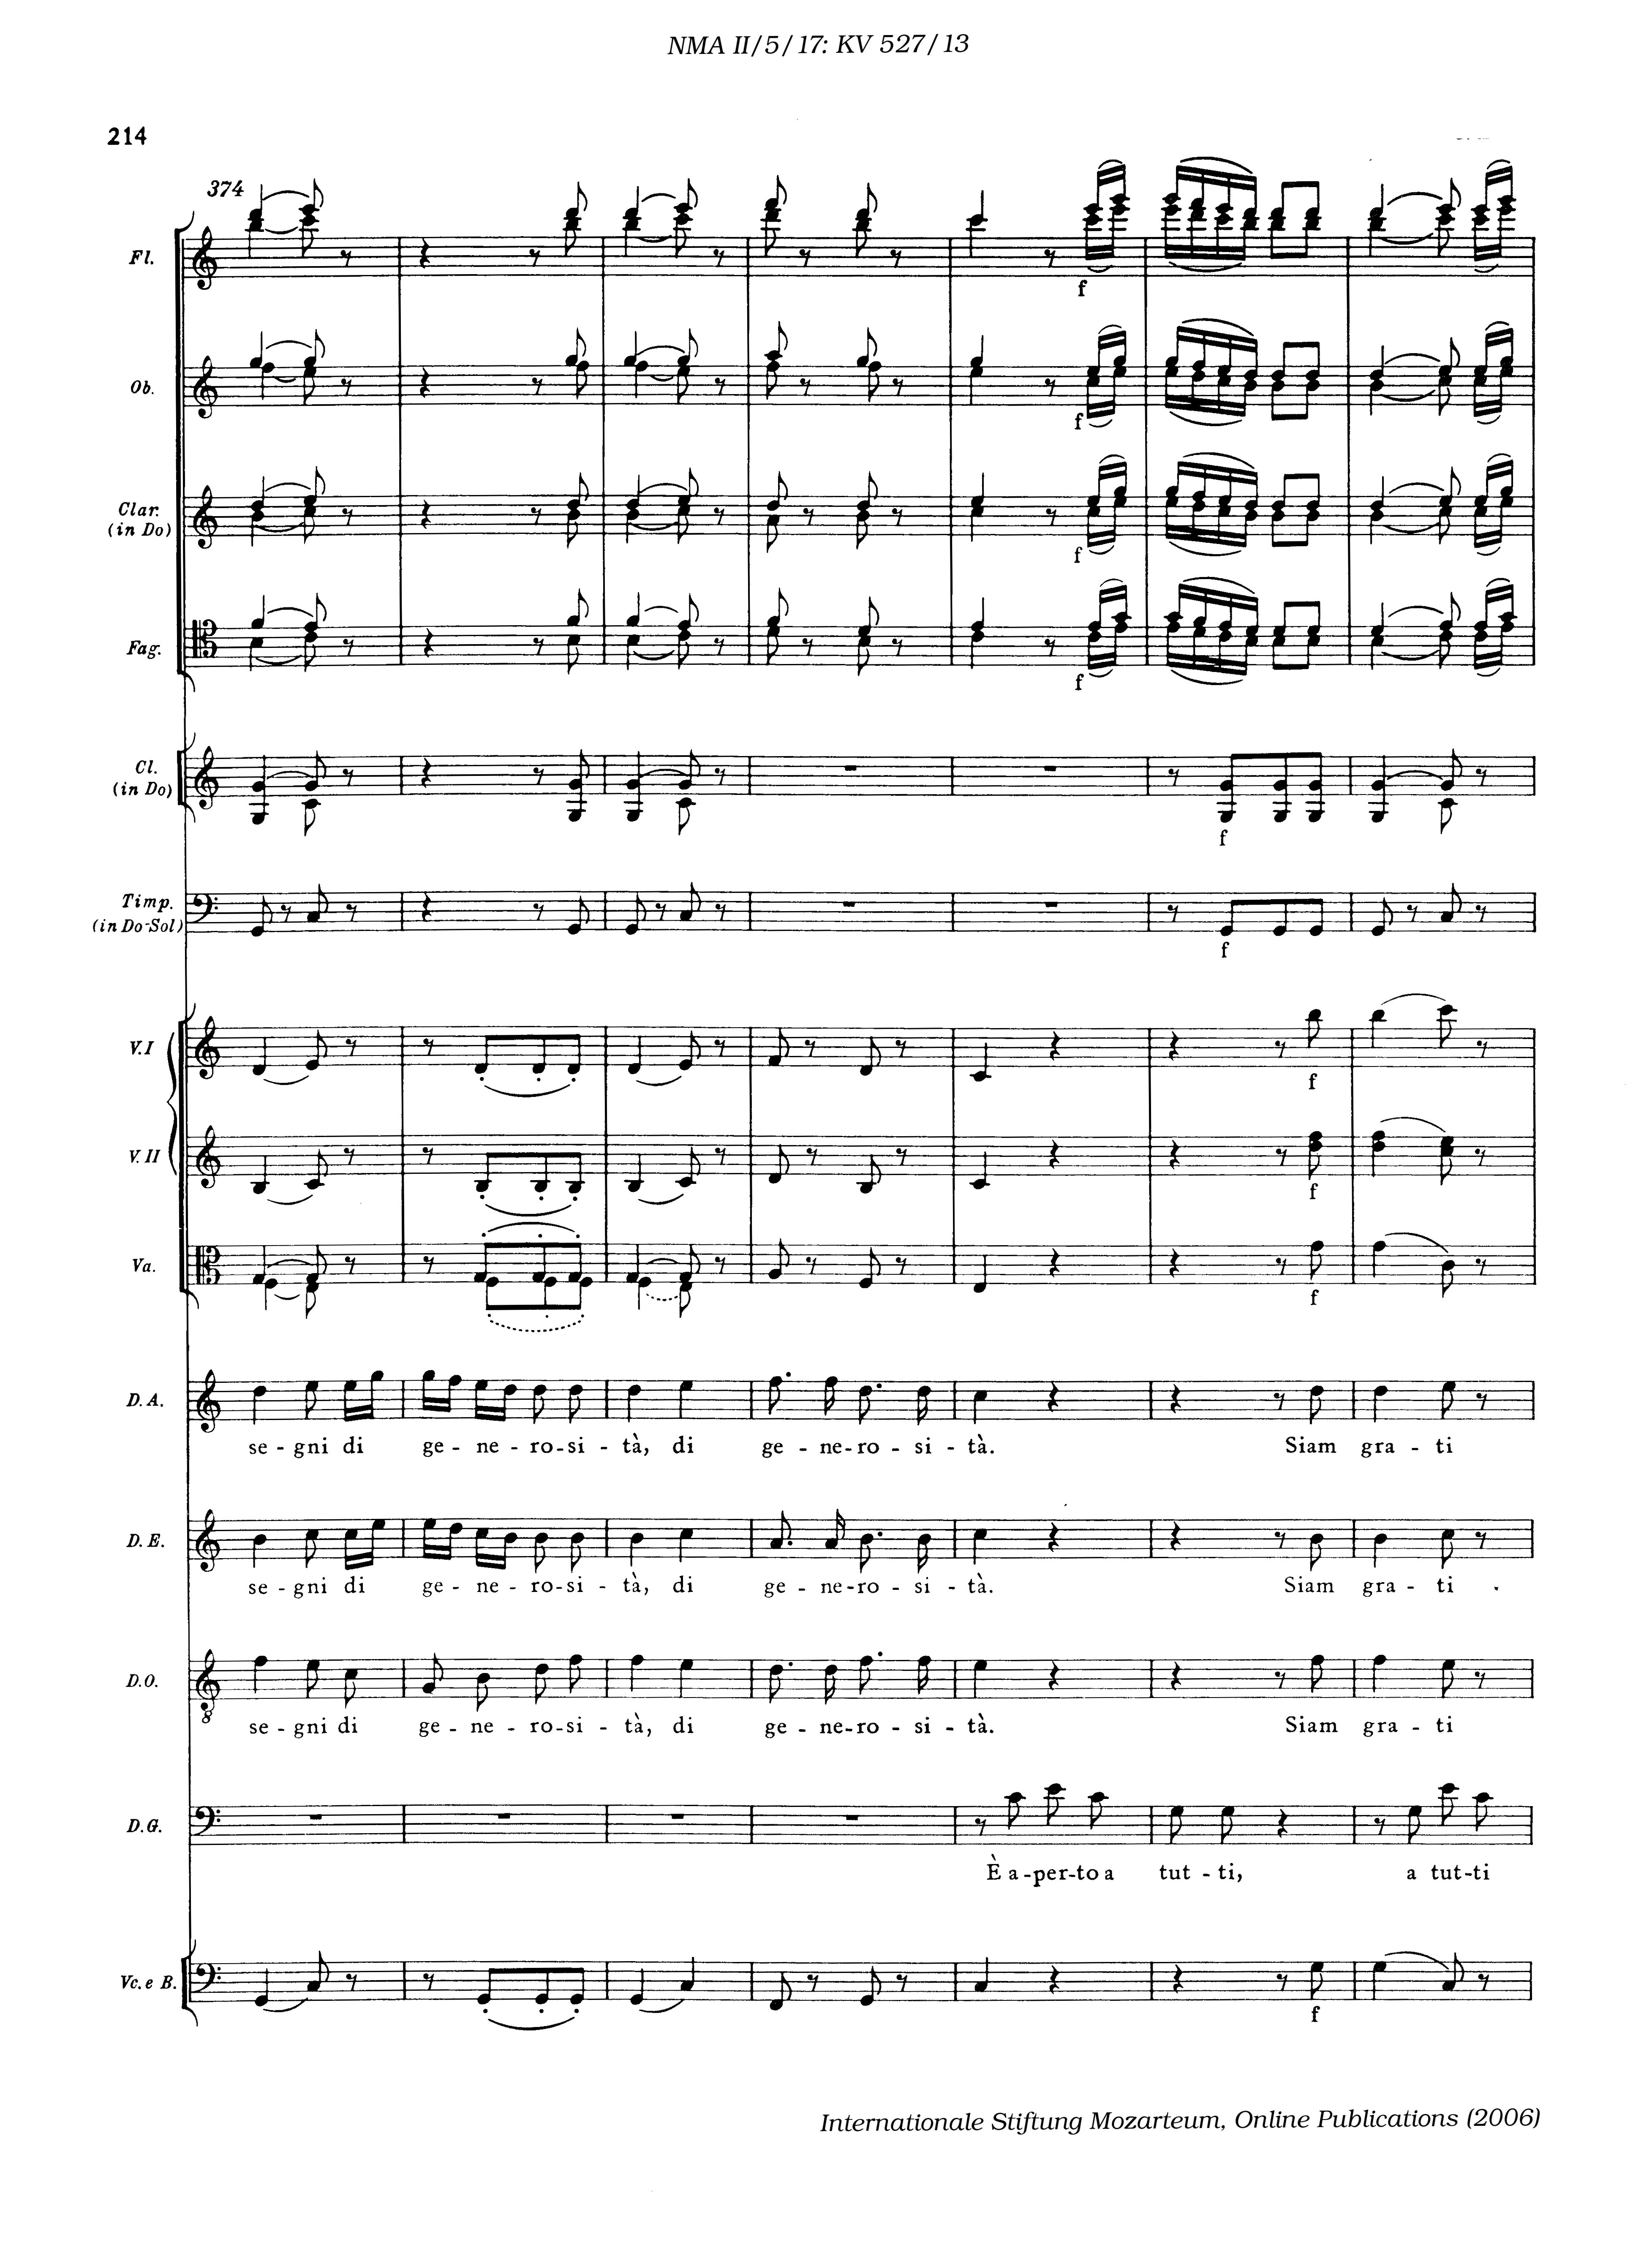 NMA II/5/17: KV 527/13
214
374
Fl.
f
Ob.
f
Clar.
(in Do)
f
Fag.
f
Cl.
(in Do)
f
Timp.
(in Do-Sol)
f
V. I
f
V. II
f
Va.
f
D. A.
se - gni di ge - ne - ro - si - tà, di ge - ne - ro - si - tà. Siam gra - ti
D. E.
se - gni di ge - ne - ro - si - tà, di ge - ne - ro - si - tà. Siam gra - ti
D. O.
8
se - gni di ge - ne - ro - si - tà, di ge - ne - ro - si - tà. Siam gra - ti
D. G.
È a - per - to a tut - ti, a tut - ti
Vc. e B.
f
Internationale Stiftung Mozarteum, Online Publications (2006)